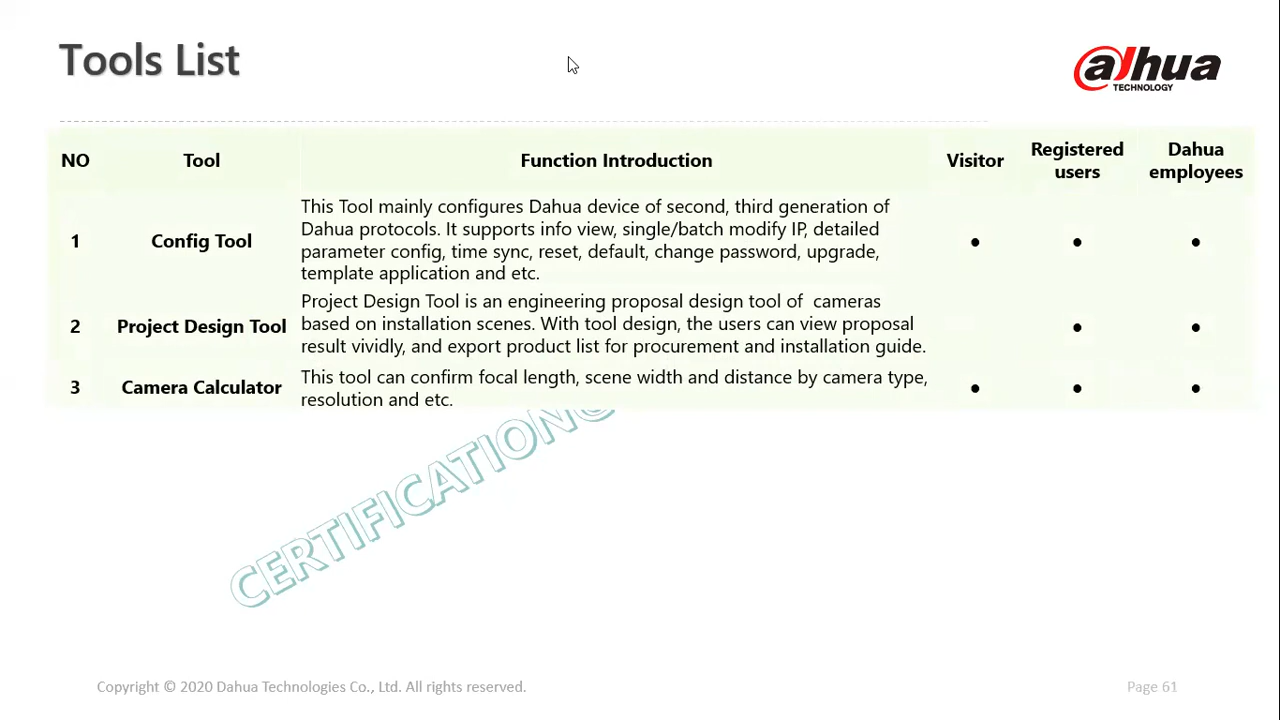 Tools List
alhua
TECHNOLOGY
NO Tool Function Introduction Visitor Registered users Dahua employees
This Tool mainly configures Dahua device of second, third generation of
Dahua protocols. It supports info view, single/batch modify IP, detailed
1 Config Tool parameter config, time sync, reset, default, change password, upgrade, • • •
template application and etc.
Project Design Tool is an engineering proposal design tool of cameras
2 Project Design Tool based on installation scenes. With tool design, the users can view proposal • •
result vividly, and export product list for procurement and installation guide.
3 Camera Calculator This tool can confirm focal length, scene width and distance by camera type, • • •
resolution and etc.
CERTIFICATION
Copyright © 2020 Dahua Technologies Co., Ltd. All rights reserved.
Page 61